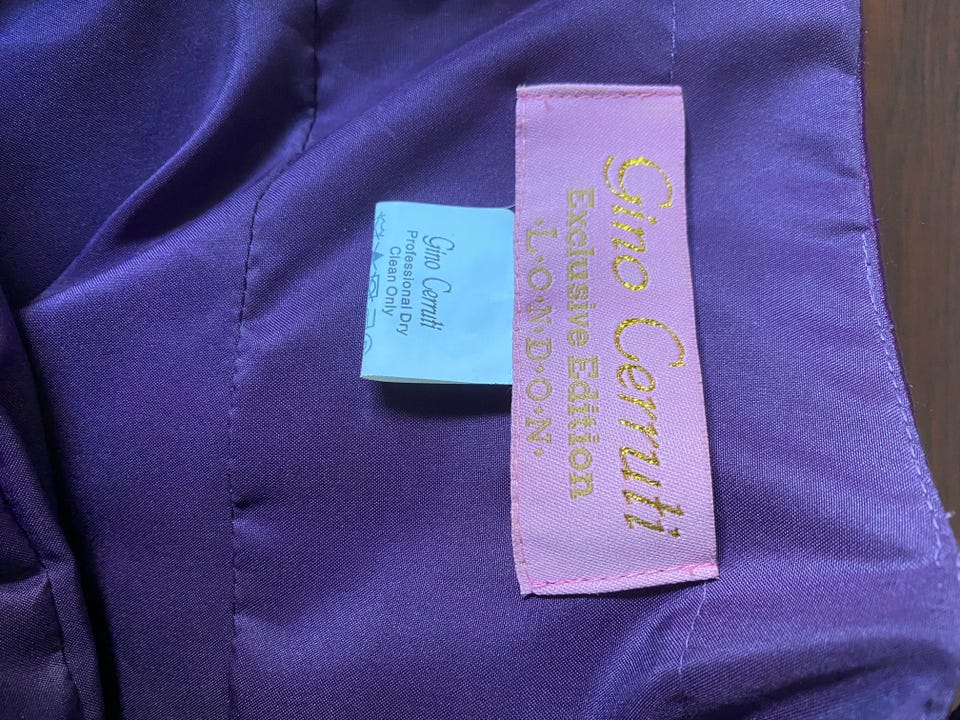 Gino Cerruti
Exclusive Edition
L·O·N·D·O·N·
Gino Cerruti
Professional Dry
Clean Only